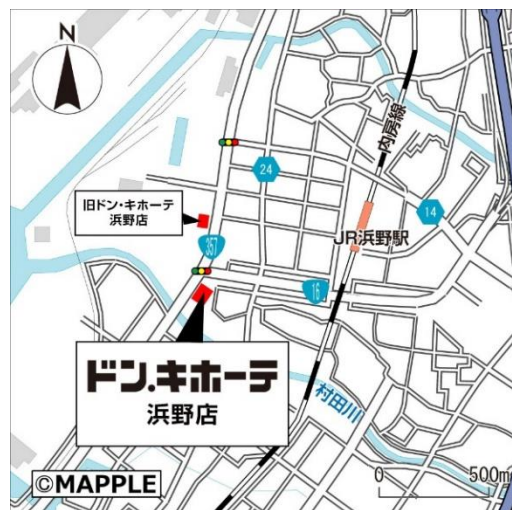 N
内房線
24
14
旧ドン・キホーテ
浜野店
JR浜野駅
357
16
ドン.キホーテ
浜野店
村田川
©MAPPLE
0 500m